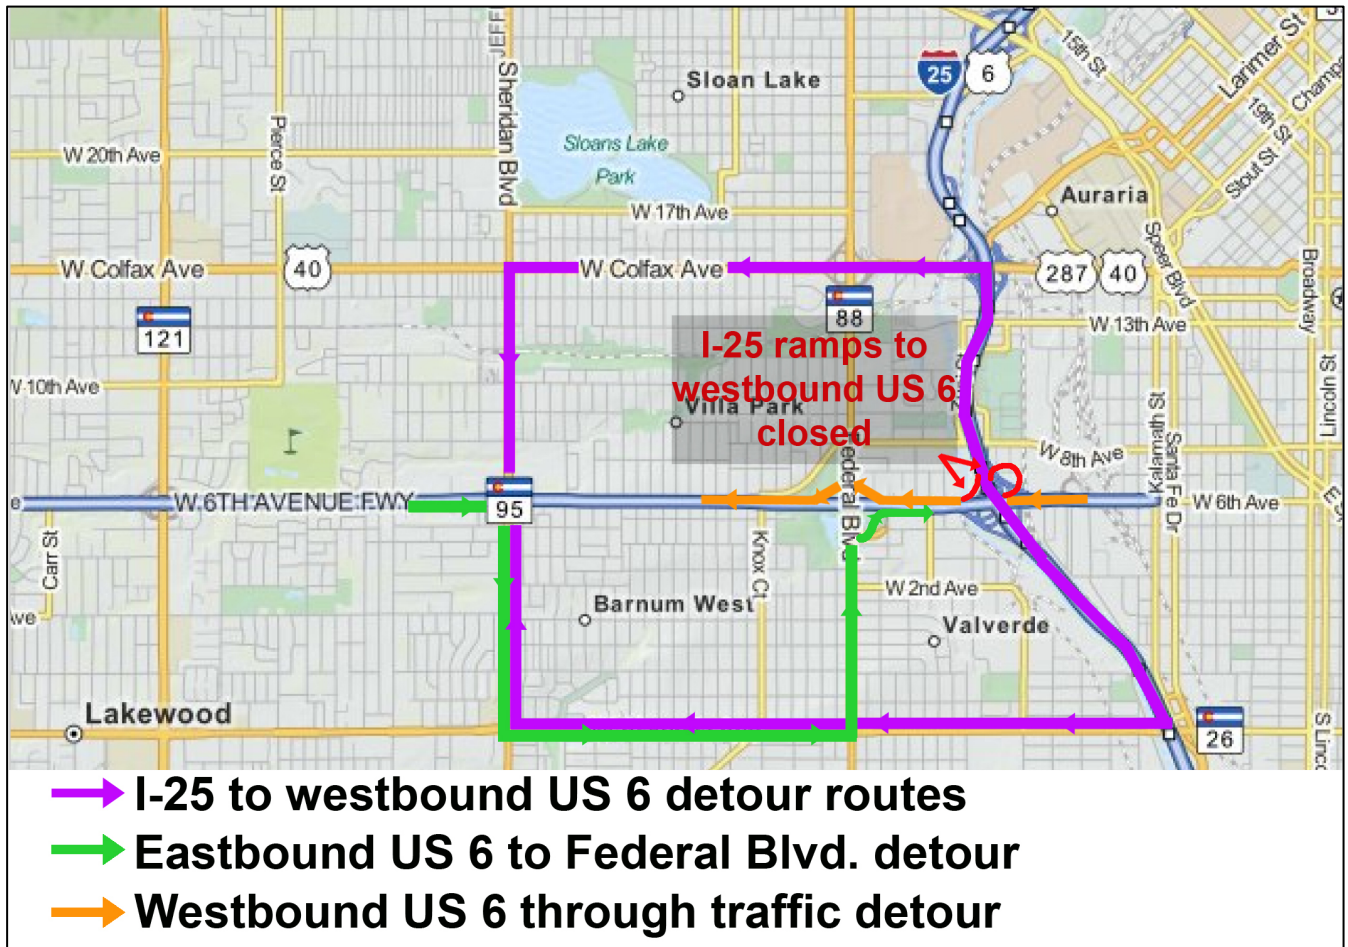 Sloan Lake
25
6
15th St
Larimer St
Champ
19th St
Stout St
Sheridan Blvd
Pierce St
W 20th Ave
Sloans Lake
Park
W 17th Ave
Auraria
Speer Blvd
Broadway
W Colfax Ave
40
W Colfax Ave
287
40
121
88
W 13th Ave
I-25 ramps to
westbound US 6
closed
Villa Park
W 10th Ave
Lincoln St
Kalamath St
Santa Fe Dr
W 8th Ave
W. 6TH AVENUE FWY
95
Federal Blvd
W 6th Ave
Carr St
Knox Ct
W 2nd Ave
Barnum West
Valverde
Lakewood
26
S Linco
I-25 to westbound US 6 detour routes
Eastbound US 6 to Federal Blvd. detour
Westbound US 6 through traffic detour